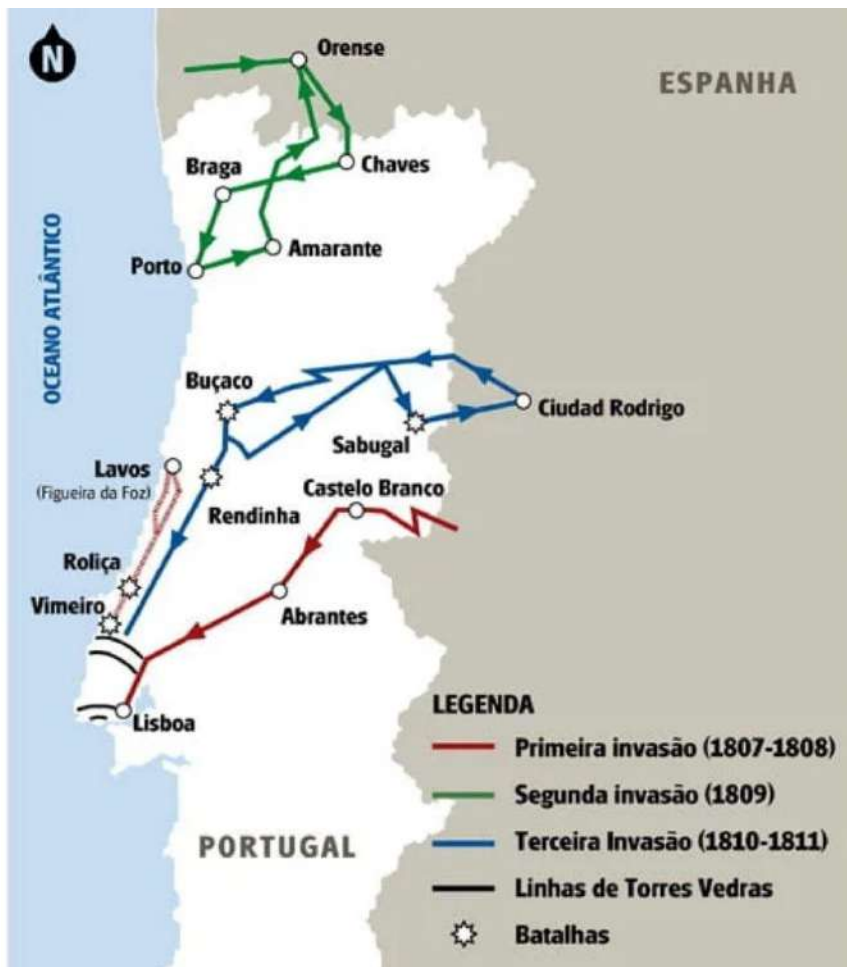 N
Orense
ESPANHA
Braga
Chaves
OCEANO ATLÂNTICO
Porto
Amarante
Buçaco
Ciudad Rodrigo
Sabugal
Lavos
(Figueira da Foz)
Castelo Branco
Rendinha
Roliça
Vimeiro
Abrantes
Lisboa
LEGENDA
Primeira invasão (1807-1808)
Segunda invasão (1809)
Terceira Invasão (1810-1811)
PORTUGAL
Linhas de Torres Vedras
Batalhas